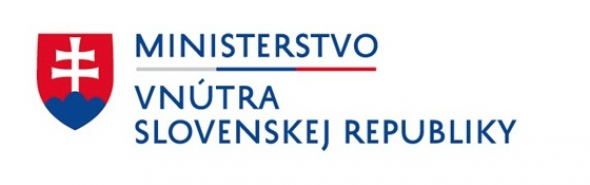 MINISTERSTVO
VNÚTRA
SLOVENSKEJ REPUBLIKY